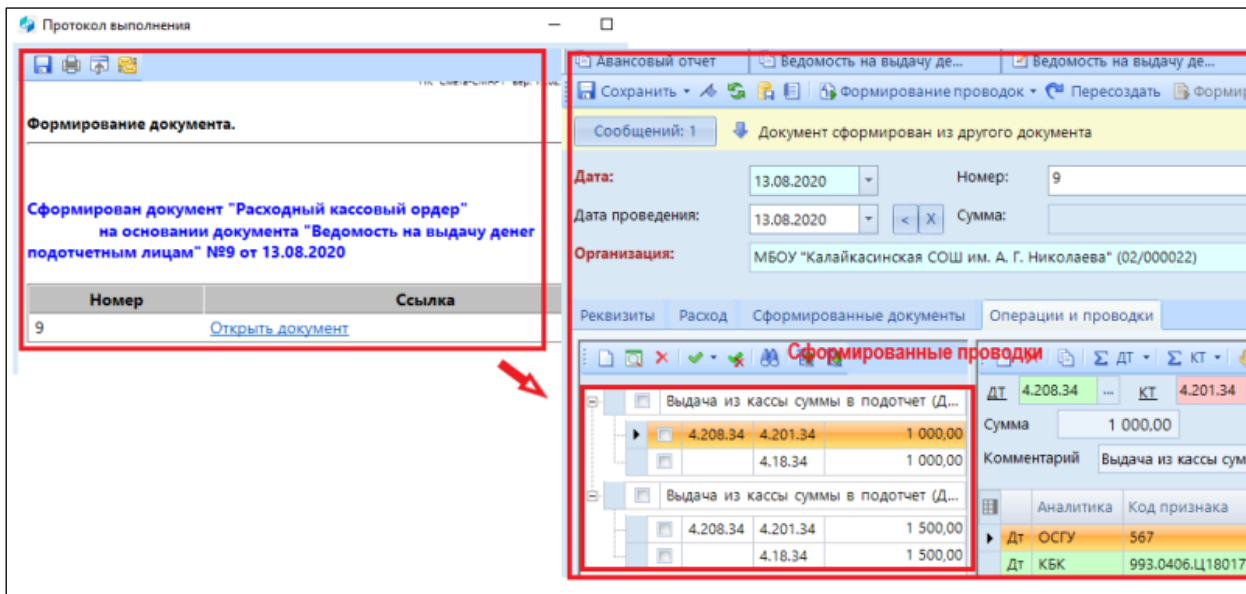 Протокол выполнения
Формирование документа.
Сформирован документ "Расходный кассовый ордер"
на основании документа "Ведомость на выдачу денег
подотчетным лицам" №9 от 13.08.2020
Номер Ссылка
9 Открыть документ
Авансовый отчет Ведомость на выдачу де... Ведомость на выдачу де...
Сохранить Формирование проводок Пересоздать Формир
Сообщений: 1 Документ сформирован из другого документа
Дата: 13.08.2020 Номер: 9
Дата проведения: 13.08.2020 < X Сумма:
Организация: МБОУ "Калайкасинская СОШ им. А. Г. Николаева" (02/000022)
Реквизиты Расход Сформированные документы Операции и проводки
Сформированные проводки
Σ ДТ Σ КТ
ДТ 4.208.34 ... КТ 4.201.34
Сумма 1 000,00
Комментарий Выдача из кассы сум
Выдача из кассы суммы в подотчет (Д...
4.208.34 4.201.34 1 000,00
4.18.34 1 000,00
Выдача из кассы суммы в подотчет (Д...
4.208.34 4.201.34 1 500,00
4.18.34 1 500,00
Аналитика Код признака
Дт ОСГУ 567
Дт КБК 993.0406.Ц18017